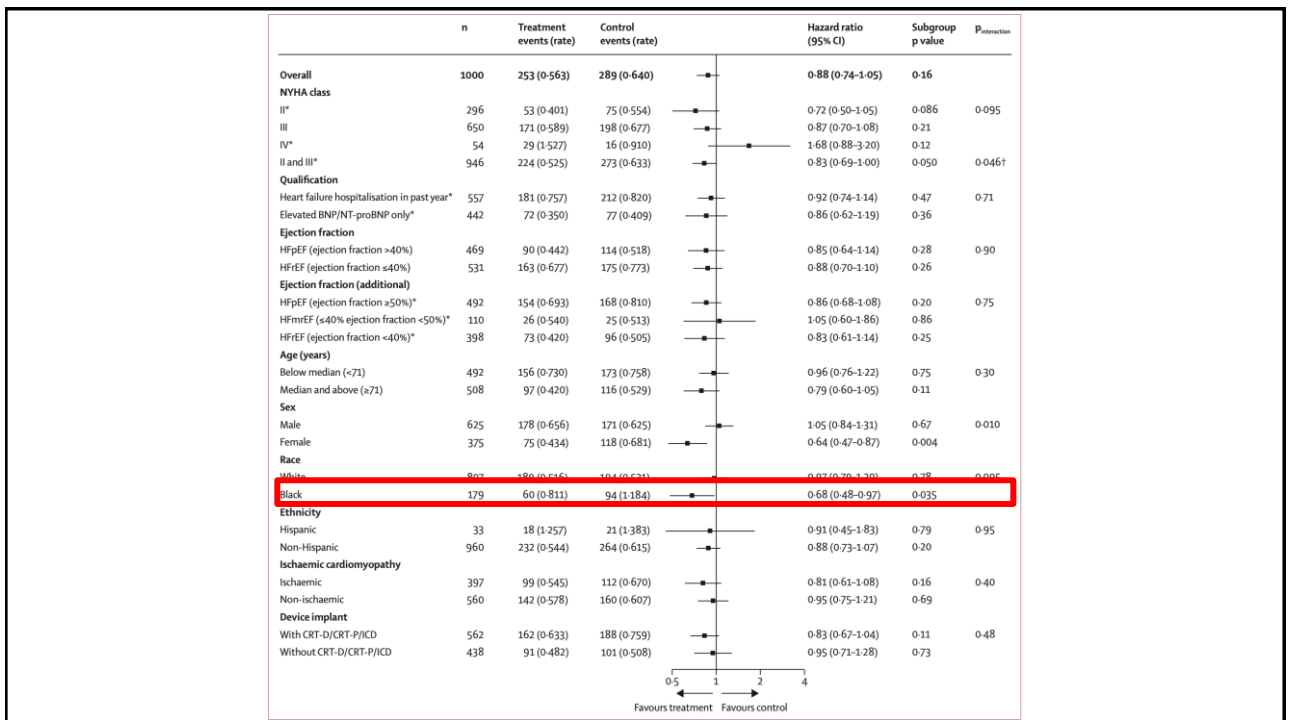 n Treatment events (rate) Control events (rate) Hazard ratio (95% CI) Subgroup p value Pinteraction
Overall 1000 253 (0·563) 289 (0·640) 0·88 (0·74–1·05) 0·16
NYHA class
II* 296 53 (0·401) 75 (0·554) 0·72 (0·50–1·05) 0·086 0·095
III 650 171 (0·589) 198 (0·677) 0·87 (0·70–1·08) 0·21
IV* 54 29 (1·527) 16 (0·910) 1·68 (0·88–3·20) 0·12
II and III* 946 224 (0·525) 273 (0·633) 0·83 (0·69–1·00) 0·050 0·046†
Qualification
Heart failure hospitalisation in past year* 557 181 (0·757) 212 (0·820) 0·92 (0·74–1·14) 0·47 0·71
Elevated BNP/NT-proBNP only* 442 72 (0·350) 77 (0·409) 0·86 (0·62–1·19) 0·36
Ejection fraction
HFpEF (ejection fraction >40%) 469 90 (0·442) 114 (0·518) 0·85 (0·64–1·14) 0·28 0·90
HFrEF (ejection fraction ≤40%) 531 163 (0·677) 175 (0·773) 0·88 (0·70–1·10) 0·26
Ejection fraction (additional)
HFpEF (ejection fraction ≥50%)* 492 154 (0·693) 168 (0·810) 0·86 (0·68–1·08) 0·20 0·75
HFmrEF (≤40% ejection fraction <50%)* 110 26 (0·540) 25 (0·513) 1·05 (0·60–1·86) 0·86
HFrEF (ejection fraction <40%)* 398 73 (0·420) 96 (0·505) 0·83 (0·61–1·14) 0·25
Age (years)
Below median (<71) 492 156 (0·730) 173 (0·758) 0·96 (0·76–1·22) 0·75 0·30
Median and above (≥71) 508 97 (0·420) 116 (0·529) 0·79 (0·60–1·05) 0·11
Sex
Male 625 178 (0·656) 171 (0·625) 1·05 (0·84–1·31) 0·67 0·010
Female 375 75 (0·434) 118 (0·681) 0·64 (0·47–0·87) 0·004
Race
White
Black 179 60 (0·811) 94 (1·184) 0·68 (0·48–0·97) 0·035
Ethnicity
Hispanic 33 18 (1·257) 21 (1·383) 0·91 (0·45–1·83) 0·79 0·95
Non-Hispanic 960 232 (0·544) 264 (0·615) 0·88 (0·73–1·07) 0·20
Ischaemic cardiomyopathy
Ischaemic 397 99 (0·545) 112 (0·670) 0·81 (0·61–1·08) 0·16 0·40
Non-ischaemic 560 142 (0·578) 160 (0·607) 0·95 (0·75–1·21) 0·69
Device implant
With CRT-D/CRT-P/ICD 562 162 (0·633) 188 (0·759) 0·83 (0·67–1·04) 0·11 0·48
Without CRT-D/CRT-P/ICD 438 91 (0·482) 101 (0·508) 0·95 (0·71–1·28) 0·73
0·5 1 2 4
Favours treatment Favours control